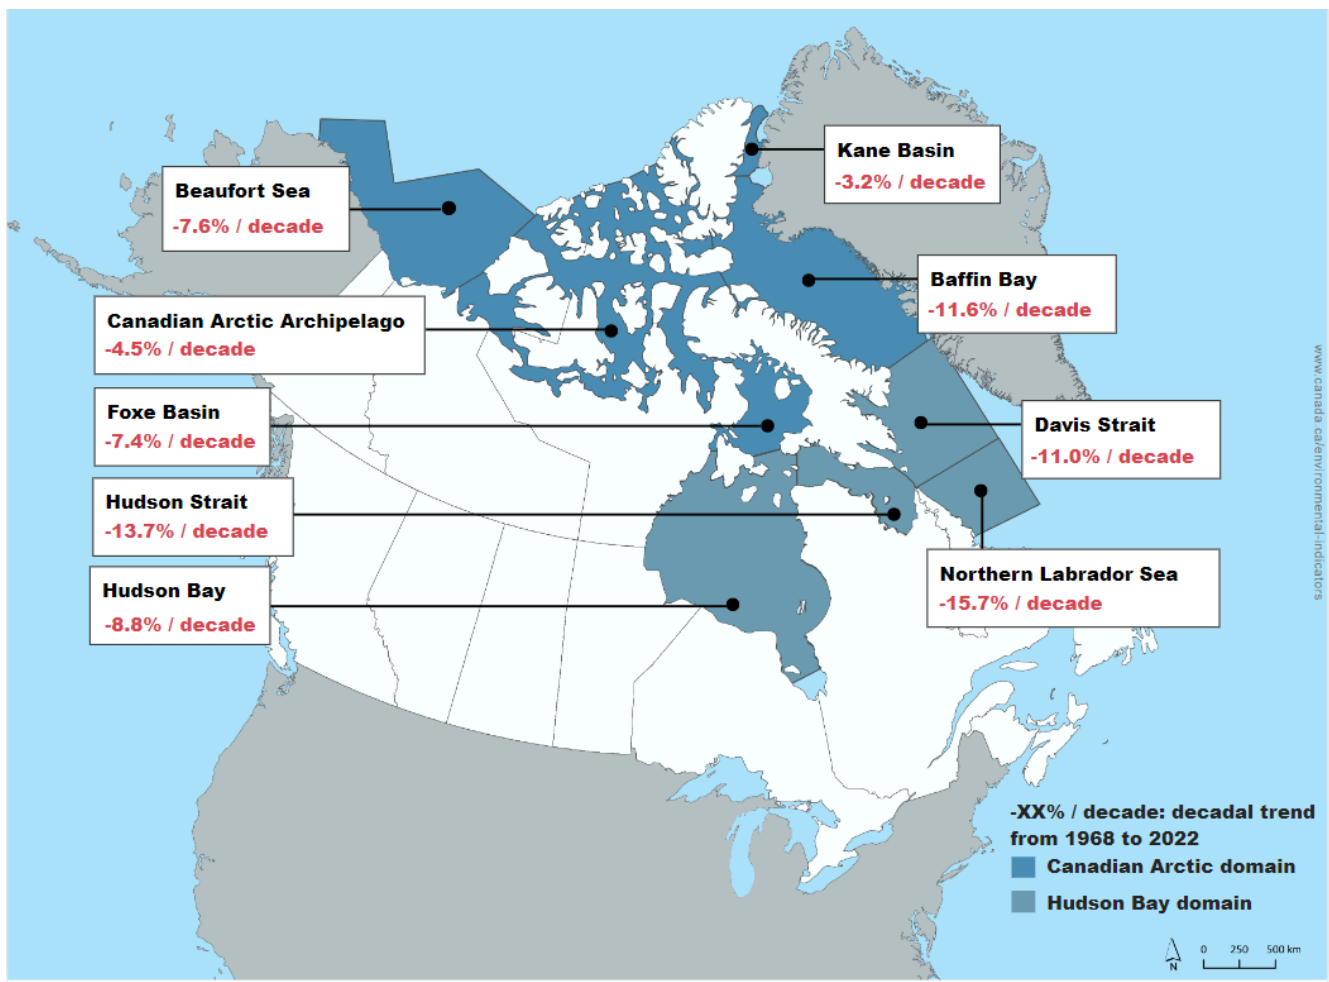 Kane Basin
-3.2% / decade
Beaufort Sea
-7.6% / decade
Baffin Bay
-11.6% / decade
Canadian Arctic Archipelago
-4.5% / decade
Foxe Basin
-7.4% / decade
Davis Strait
-11.0% / decade
Hudson Strait
-13.7% / decade
Hudson Bay
-8.8% / decade
Northern Labrador Sea
-15.7% / decade
www.canada.ca/environmental-indicators
-XX% / decade: decadal trend
from 1968 to 2022
Canadian Arctic domain
Hudson Bay domain
N
0 250 500 km